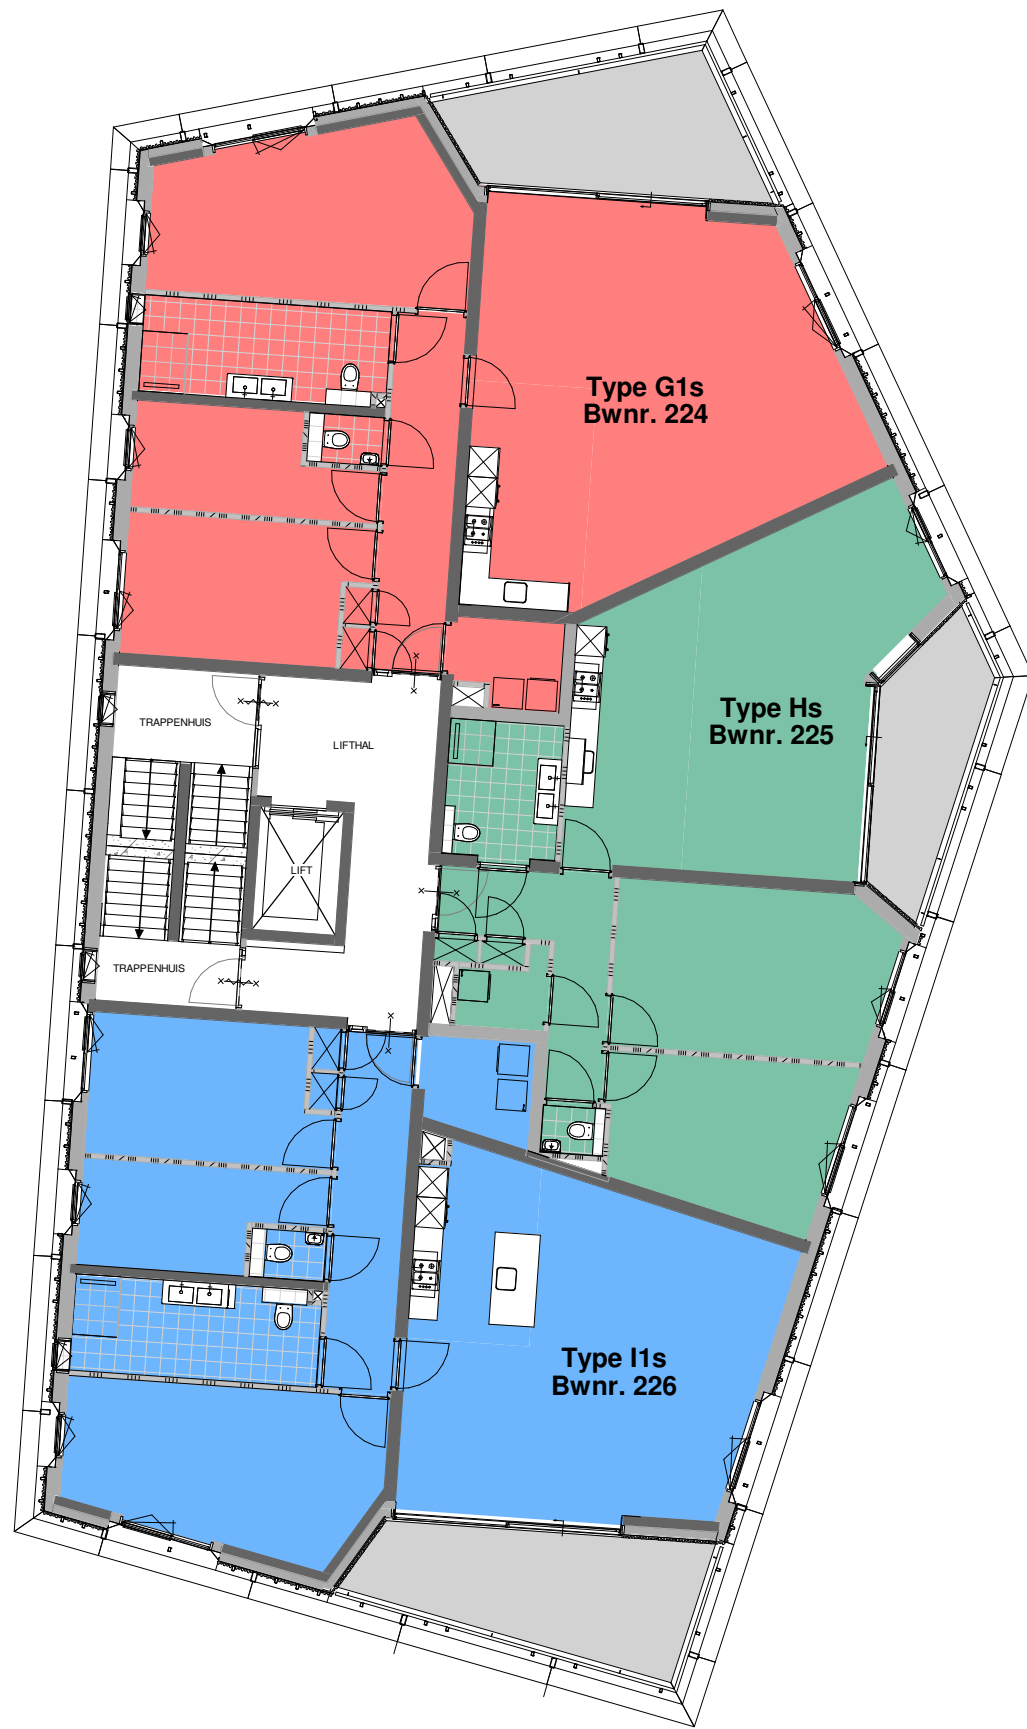 Type G1s
Bwnr. 224
Type Hs
Bwnr. 225
TRAPPENHUIS
LIFTHAL
LIFT
TRAPPENHUIS
Type I1s
Bwnr. 226